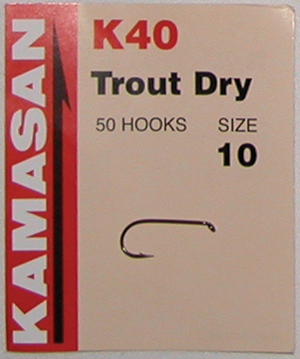 KAMASAN
K40
Trout Dry
50 HOOKS SIZE
10